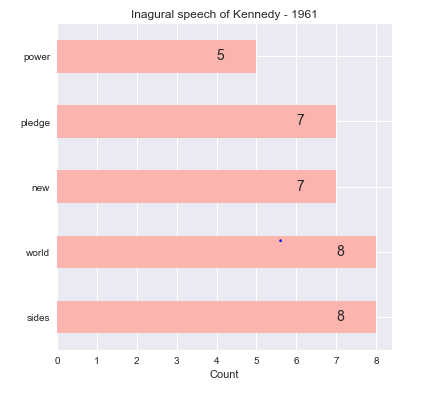 Inagural speech of Kennedy - 1961
power 5
pledge 7
new 7
world 8
sides 8
0 1 2 3 4 5 6 7 8
Count